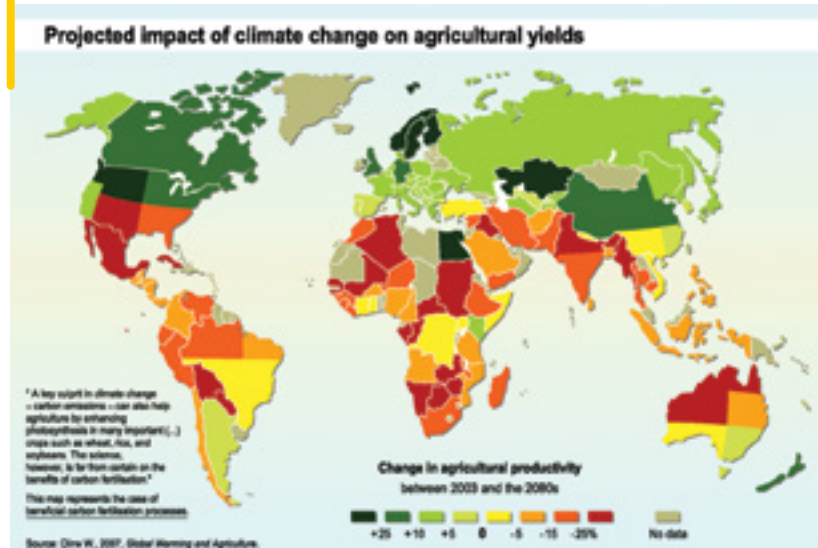 Projected impact of climate change on agricultural yields
" A key culprit in climate change
– carbon emissions – can also help
agriculture by enhancing
photosynthesis in many important (...)
crops such as wheat, rice, and
soybeans. The science,
however, is far from certain on the
benefits of carbon fertilisation."
This map represents the case of
beneficial carbon fertilisation processes.
Source: Cline W., 2007, Global Warming and Agriculture.
Change in agricultural productivity
between 2003 and the 2080s
+25 +10 +5 0 -5 -15 -25% No data